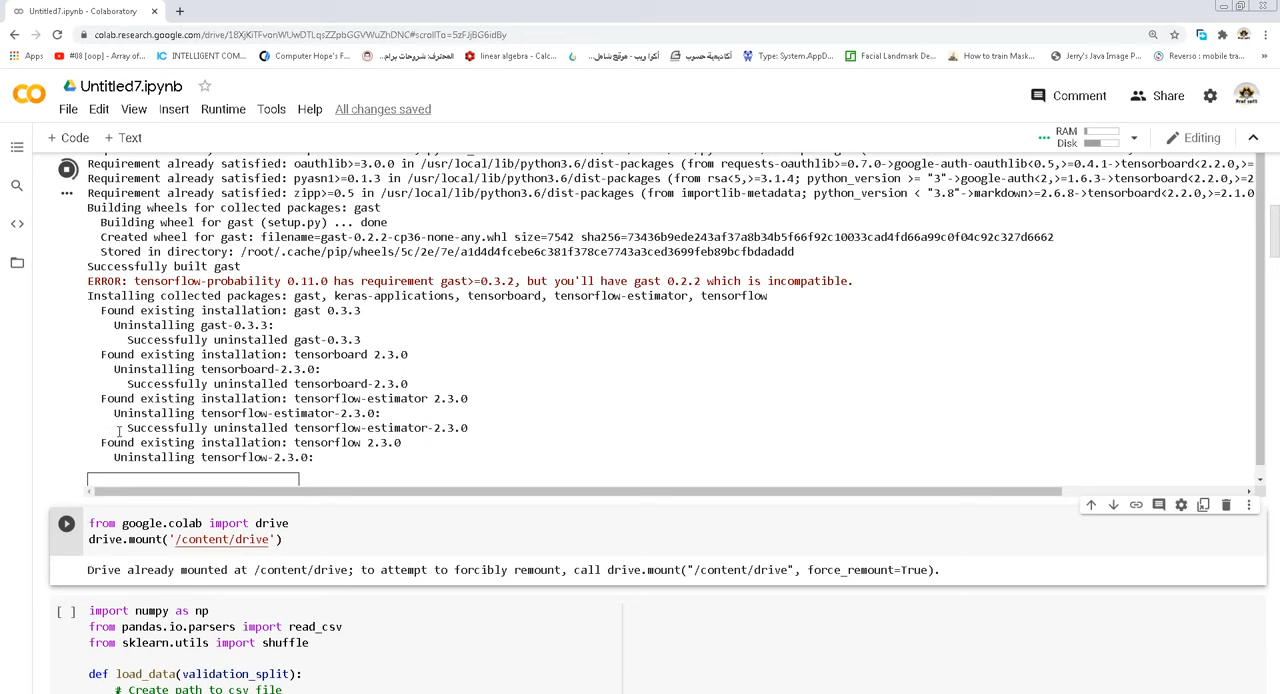 Untitled7.ipynb - Colaboratory
colab.research.google.com/drive/18XjKiTFvonWUwDTLqsZZpbGGVWuZhDNC#scrollTo=5zFJjBG6idBy
Apps
#08 [oop] - Array of...
INTELLIGENT COM...
Computer Hope's F...
المحترف: شروحات برام...
linear algebra - Calc...
أكرا ريب - موقع شامل...
أكاديمية حسوب
Type: System.AppD...
Facial Landmark De...
How to train Mask...
Jerry's Java Image P...
Reverso : mobile tra...
Untitled7.ipynb
Comment
Share
File Edit View Insert Runtime Tools Help All changes saved
+ Code + Text
RAM
Disk
Editing
Requirement already satisfied: oauthlib>=3.0.0 in /usr/local/lib/python3.6/dist-packages (from requests-oauthlib>=0.7.0->google-auth-oauthlib<0.5,>=0.4.1->tensorboard<2.2.0,>=
Requirement already satisfied: pyasn1>=0.1.3 in /usr/local/lib/python3.6/dist-packages (from rsa<5,>=3.1.4; python_version >= "3"->google-auth<2,>=1.6.3->tensorboard<2.2.0,>=2
Requirement already satisfied: zipp>=0.5 in /usr/local/lib/python3.6/dist-packages (from importlib-metadata; python_version < "3.8"->markdown>=2.6.8->tensorboard<2.2.0,>=2.1.0
Building wheels for collected packages: gast
Building wheel for gast (setup.py) ... done
Created wheel for gast: filename=gast-0.2.2-cp36-none-any.whl size=7542 sha256=73436b9ede243af37a8b34b5f66f92c10033cad4fd66a99c0f04c92c327d6662
Stored in directory: /root/.cache/pip/wheels/5c/2e/7e/a1d4d4fcebe6c381f378ce7743a3ced3699feb89bcfbdadadd
Successfully built gast
ERROR: tensorflow-probability 0.11.0 has requirement gast>=0.3.2, but you'll have gast 0.2.2 which is incompatible.
Installing collected packages: gast, keras-applications, tensorboard, tensorflow-estimator, tensorflow
Found existing installation: gast 0.3.3
Uninstalling gast-0.3.3:
Successfully uninstalled gast-0.3.3
Found existing installation: tensorboard 2.3.0
Uninstalling tensorboard-2.3.0:
Successfully uninstalled tensorboard-2.3.0
Found existing installation: tensorflow-estimator 2.3.0
Uninstalling tensorflow-estimator-2.3.0:
Successfully uninstalled tensorflow-estimator-2.3.0
Found existing installation: tensorflow 2.3.0
Uninstalling tensorflow-2.3.0:
from google.colab import drive
drive.mount('/content/drive')
Drive already mounted at /content/drive; to attempt to forcibly remount, call drive.mount("/content/drive", force_remount=True).
[ ] import numpy as np
from pandas.io.parsers import read_csv
from sklearn.utils import shuffle
def load_data(validation_split):
# Create path to csv file